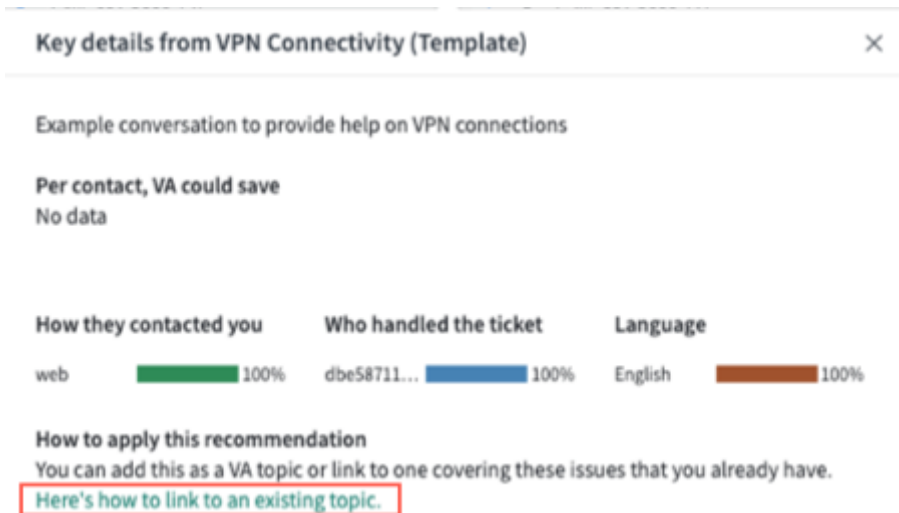 Key details from VPN Connectivity (Template)
Example conversation to provide help on VPN connections
Per contact, VA could save
No data
How they contacted you
Who handled the ticket
Language
web 100%
dbe58711... 100%
English 100%
How to apply this recommendation
You can add this as a VA topic or link to one covering these issues that you already have.
Here's how to link to an existing topic.